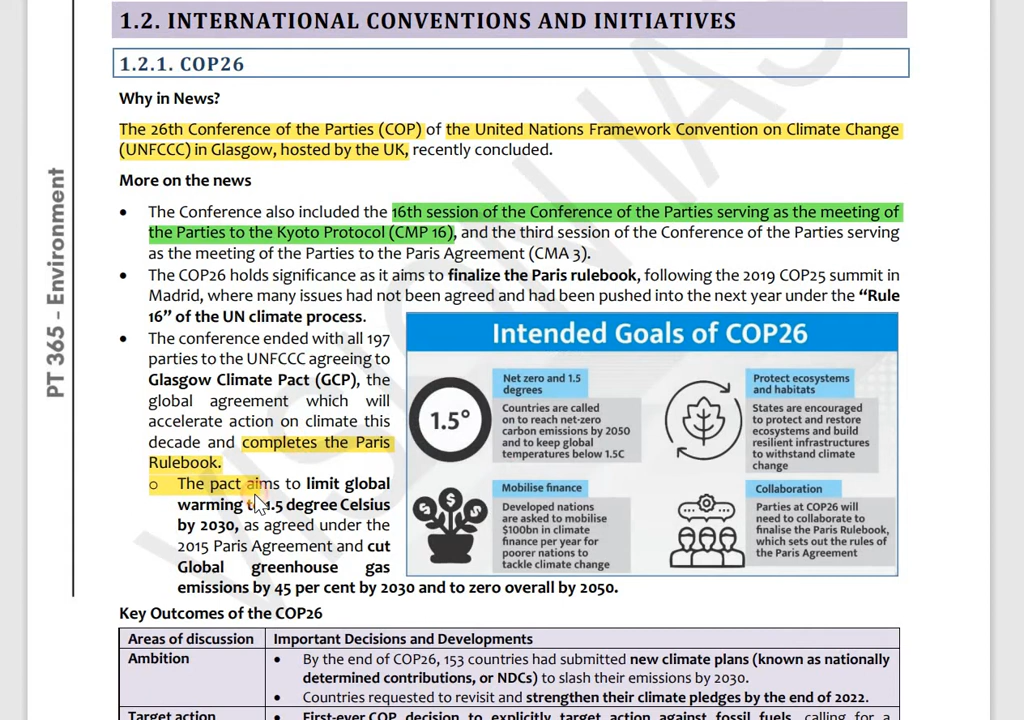 1.2. INTERNATIONAL CONVENTIONS AND INITIATIVES
1.2.1. COP26
Why in News?
The 26th Conference of the Parties (COP) of the United Nations Framework Convention on Climate Change
(UNFCCC) in Glasgow, hosted by the UK, recently concluded.
More on the news
• The Conference also included the 16th session of the Conference of the Parties serving as the meeting of
the Parties to the Kyoto Protocol (CMP 16), and the third session of the Conference of the Parties serving
as the meeting of the Parties to the Paris Agreement (CMA 3).
• The COP26 holds significance as it aims to finalize the Paris rulebook, following the 2019 COP25 summit in
Madrid, where many issues had not been agreed and had been pushed into the next year under the “Rule
16” of the UN climate process.
• The conference ended with all 197
parties to the UNFCCC agreeing to
Glasgow Climate Pact (GCP), the
global agreement which will
accelerate action on climate this
decade and completes the Paris
Rulebook.
o The pact aims to limit global
warming 1.5 degree Celsius
by 2030, as agreed under the
2015 Paris Agreement and cut
Global greenhouse gas
emissions by 45 per cent by 2030 and to zero overall by 2050.
Intended Goals of COP26
1.5°
Net zero and 1.5
degrees
Countries are called
on to reach net-zero
carbon emissions by 2050
and to keep global
temperatures below 1.5C
Protect ecosystems
and habitats
States are encouraged
to protect and restore
ecosystems and build
resilient infrastructures
to withstand climate
change
Mobilise finance
Developed nations
are asked to mobilise
$100bn in climate
finance per year for
poorer nations to
tackle climate change
Collaboration
Parties at COP26 will
need to collaborate to
finalise the Paris Rulebook,
which sets out the rules of
the Paris Agreement
Key Outcomes of the COP26
Areas of discussion Important Decisions and Developments
Ambition • By the end of COP26, 153 countries had submitted new climate plans (known as nationally
determined contributions, or NDCs) to slash their emissions by 2030.
• Countries requested to revisit and strengthen their climate pledges by the end of 2022.
Target action • First-ever COP decision to explicitly target action against fossil fuels, calling for a
PT 365 - Environment